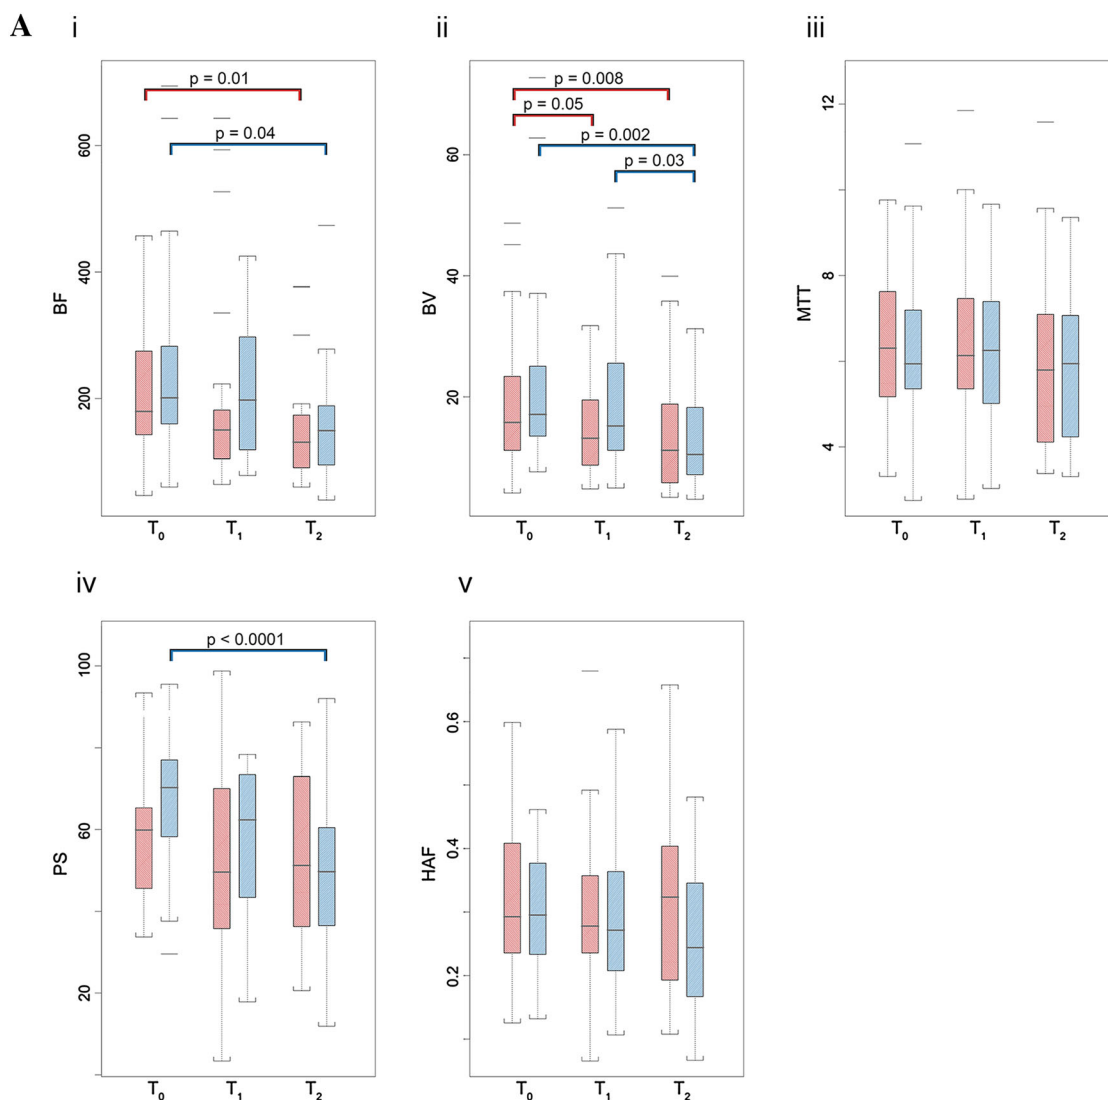 A
i
ii
iii
p = 0.01
p = 0.04
600
400
200
BF
T0 T1 T2
p = 0.008
p = 0.05
p = 0.002
p = 0.03
60
40
20
BV
T0 T1 T2
12
8
4
MTT
T0 T1 T2
iv
v
p < 0.0001
100
60
20
PS
T0 T1 T2
0.6
0.4
0.2
HAF
T0 T1 T2